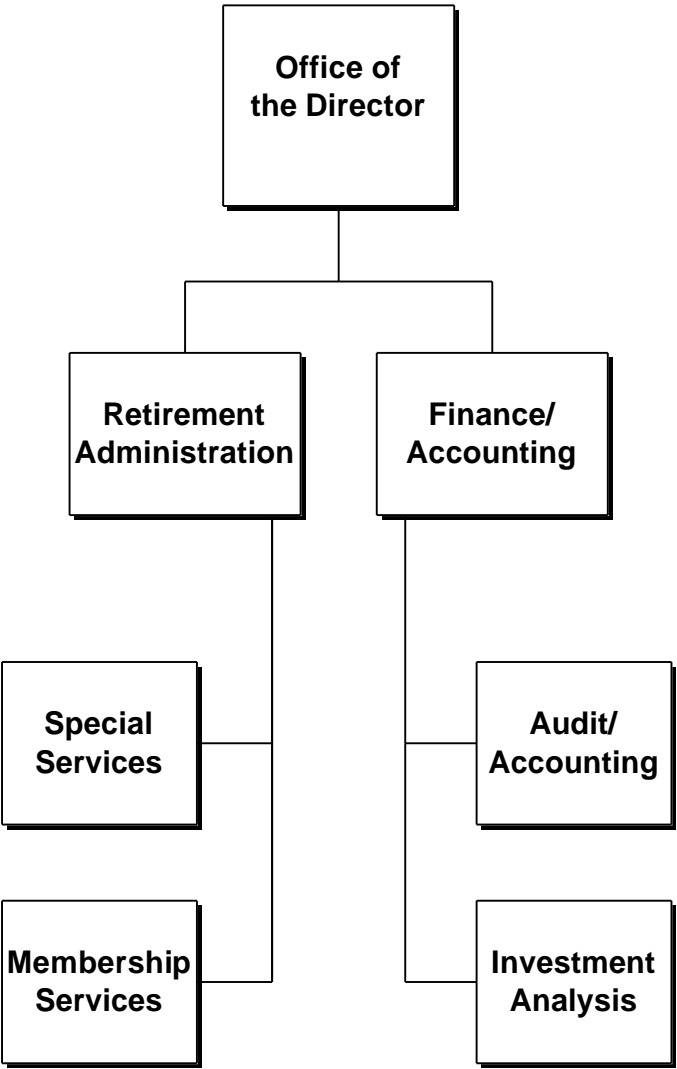 Office of
the Director
Retirement
Administration
Finance/
Accounting
Special
Services
Audit/
Accounting
Membership
Services
Investment
Analysis